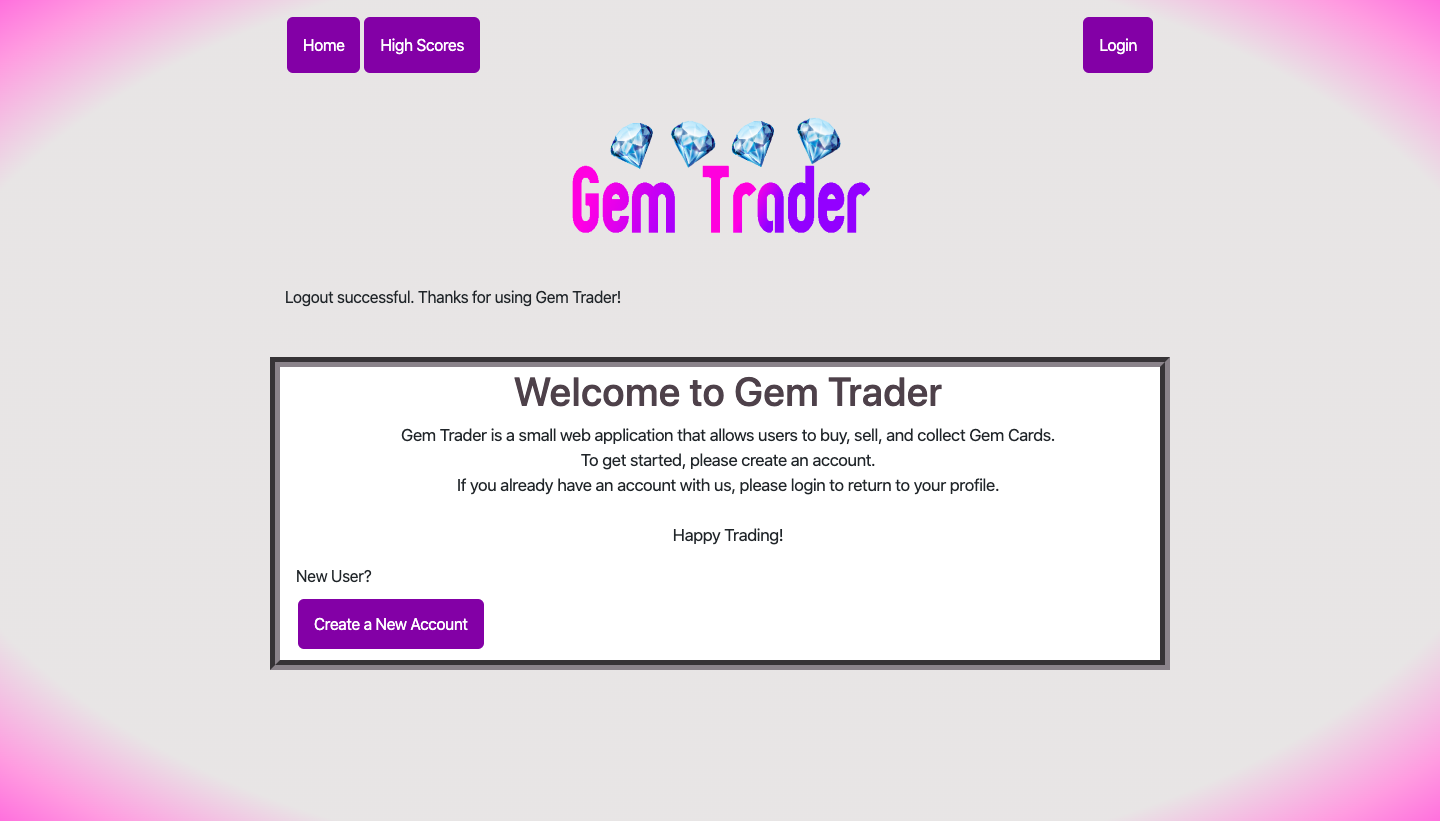 Home High Scores Login
Gem Trader
Logout successful. Thanks for using Gem Trader!
Welcome to Gem Trader
Gem Trader is a small web application that allows users to buy, sell, and collect Gem Cards.
To get started, please create an account.
If you already have an account with us, please login to return to your profile.
Happy Trading!
New User?
Create a New Account